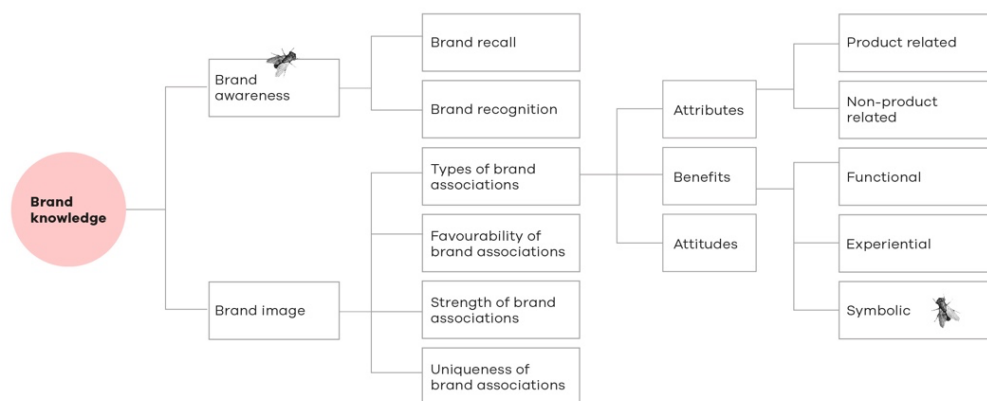 Brand
knowledge
Brand
awareness
Brand image
Brand recall
Brand recognition
Types of brand
associations
Favourability of
brand associations
Strength of brand
associations
Uniqueness of
brand associations
Attributes
Benefits
Attitudes
Product related
Non-product
related
Functional
Experiential
Symbolic